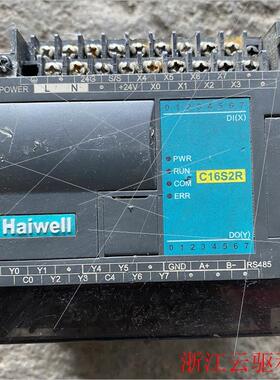 24G S/S X4 X5 X6 X7
POWER L N +24V X0 X1 X2 X3
0 1 2 3 4 5 6 7
DI(X)
PWR
RUN
COM
ERR
C16S2R
Haiwell
DO(Y)
0 1 2 3 4 5 6 7
Y0 Y1 Y4 Y5 GND A+ B- RS485
C0 Y2 Y3 C4 Y6 Y7
浙江云驱科